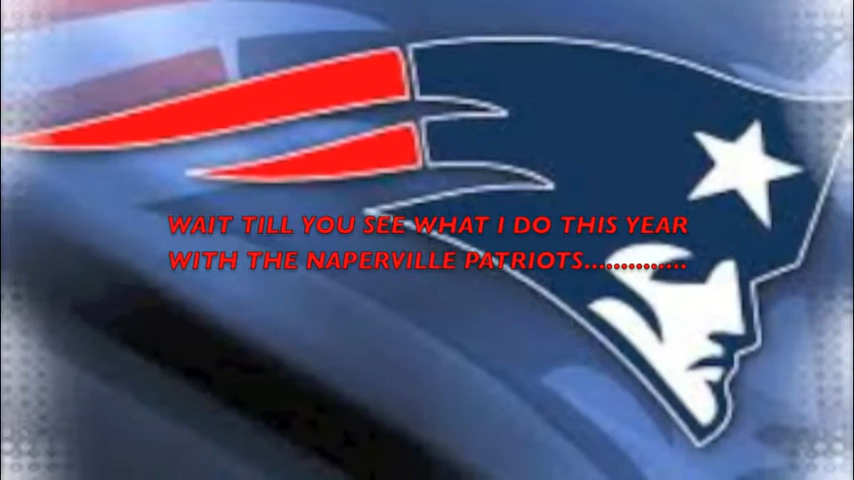 WAIT TILL YOU SEE WHAT I DO THIS YEAR
WITH THE NAPERVILLE PATRIOTS..............